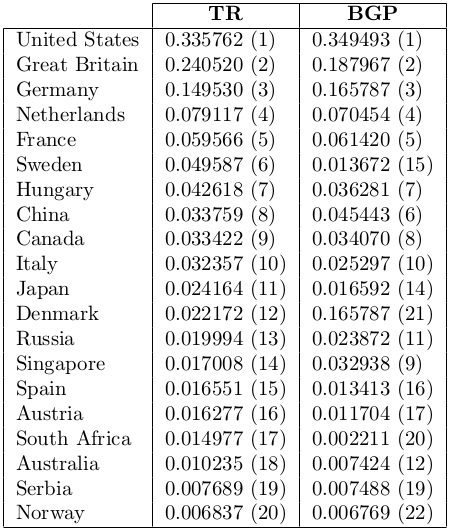 TR BGP
United States 0.335762 (1) 0.349493 (1)
Great Britain 0.240520 (2) 0.187967 (2)
Germany 0.149530 (3) 0.165787 (3)
Netherlands 0.079117 (4) 0.070454 (4)
France 0.059566 (5) 0.061420 (5)
Sweden 0.049587 (6) 0.013672 (15)
Hungary 0.042618 (7) 0.036281 (7)
China 0.033759 (8) 0.045443 (6)
Canada 0.033422 (9) 0.034070 (8)
Italy 0.032357 (10) 0.025297 (10)
Japan 0.024164 (11) 0.016592 (14)
Denmark 0.022172 (12) 0.165787 (21)
Russia 0.019994 (13) 0.023872 (11)
Singapore 0.017008 (14) 0.032938 (9)
Spain 0.016551 (15) 0.013413 (16)
Austria 0.016277 (16) 0.011704 (17)
South Africa 0.014977 (17) 0.002211 (20)
Australia 0.010235 (18) 0.007424 (12)
Serbia 0.007689 (19) 0.007488 (19)
Norway 0.006837 (20) 0.006769 (22)